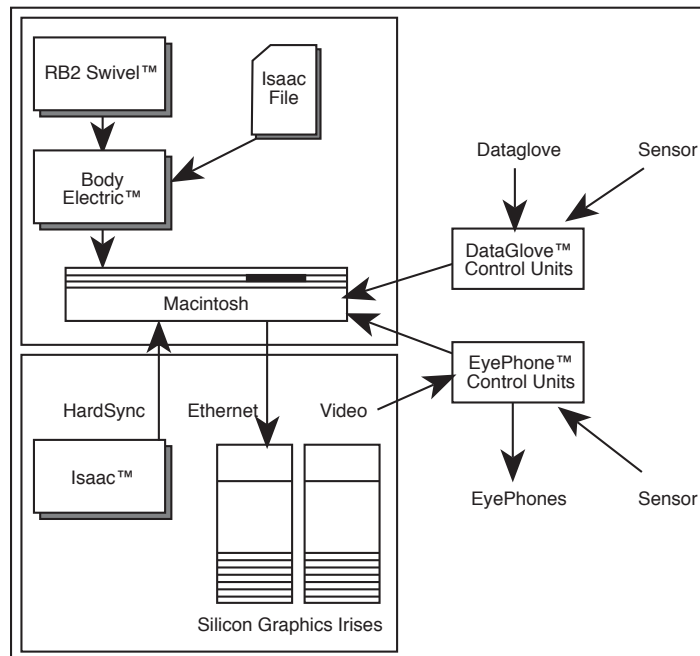 RB2 Swivel™
Isaac
File
Body
Electric™
Dataglove
Sensor
DataGlove™
Control Units
Macintosh
EyePhone™
Control Units
HardSync
Ethernet
Video
Isaac™
EyePhones
Sensor
Silicon Graphics Irises